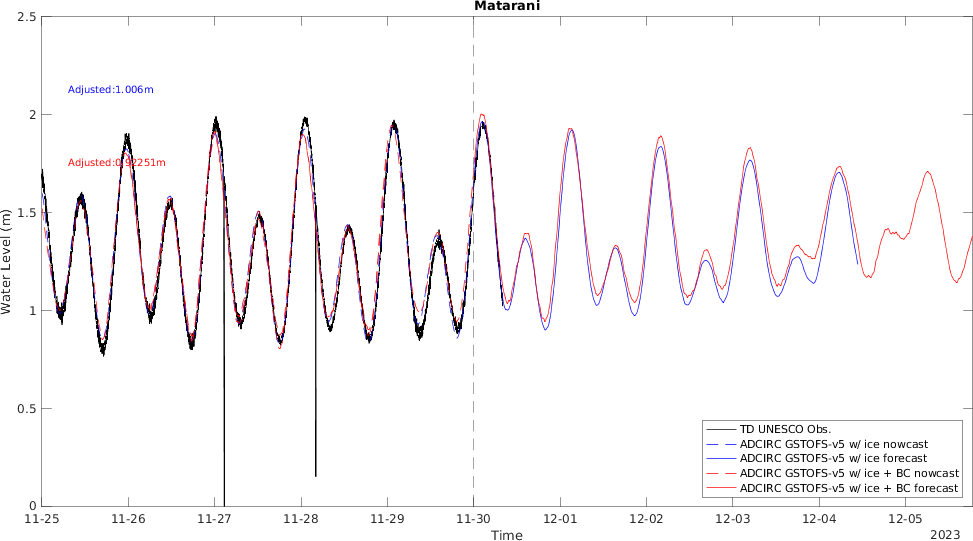 Matarani
2.5
2
1.5
1
0.5
0
Water Level (m)
Adjusted:1.006m
Adjusted:0.92251m
TD UNESCO Obs.
ADCIRC GSTOFS-v5 w/ ice nowcast
ADCIRC GSTOFS-v5 w/ ice forecast
ADCIRC GSTOFS-v5 w/ ice + BC nowcast
ADCIRC GSTOFS-v5 w/ ice + BC forecast
11-25 11-26 11-27 11-28 11-29 11-30 12-01 12-02 12-03 12-04 12-05
Time
2023